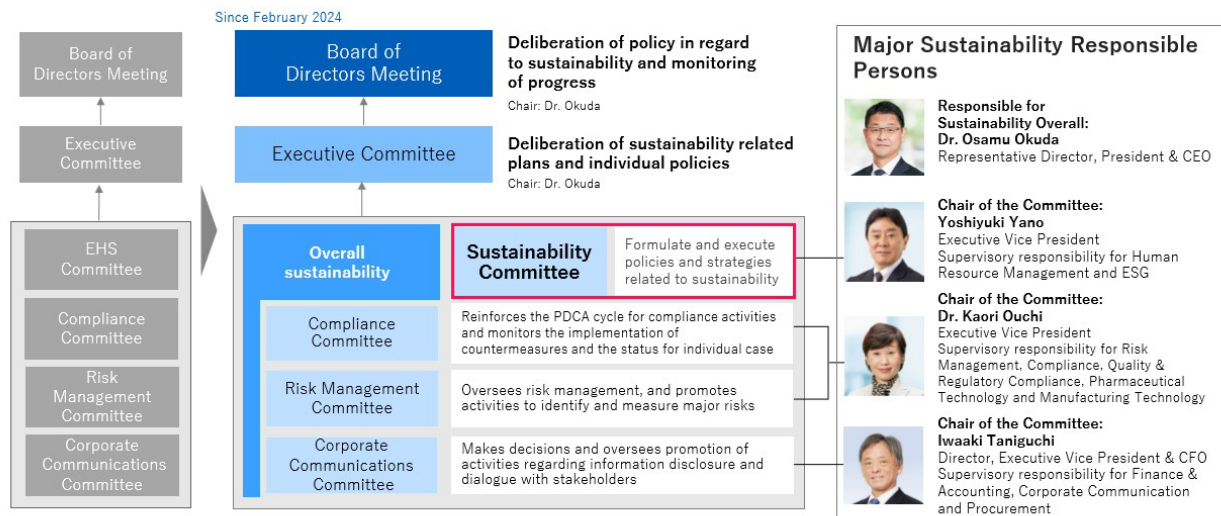 Since February 2024
Board of
Directors Meeting
Executive
Committee
EHS
Committee
Compliance
Committee
Risk
Management
Committee
Corporate
Communications
Committee
Board of
Directors Meeting
Deliberation of policy in regard
to sustainability and monitoring
of progress
Chair: Dr. Okuda
Executive Committee
Deliberation of sustainability related
plans and individual policies
Chair: Dr. Okuda
Overall
sustainability
Sustainability
Committee
Formulate and execute
policies and strategies
related to sustainability
Compliance
Committee
Reinforces the PDCA cycle for compliance activities
and monitors the implementation of
countermeasures and the status for individual case
Risk Management
Committee
Oversees risk management, and promotes
activities to identify and measure major risks
Corporate
Communications
Committee
Makes decisions and oversees promotion of
activities regarding information disclosure and
dialogue with stakeholders
Major Sustainability Responsible
Persons
Responsible for
Sustainability Overall:
Dr. Osamu Okuda
Representative Director, President & CEO
Chair of the Committee:
Yoshiyuki Yano
Executive Vice President
Supervisory responsibility for Human
Resource Management and ESG
Chair of the Committee:
Dr. Kaori Ouchi
Executive Vice President
Supervisory responsibility for Risk
Management, Compliance, Quality &
Regulatory Compliance, Pharmaceutical
Technology and Manufacturing Technology
Chair of the Committee:
Iwaaki Taniguchi
Director, Executive Vice President & CFO
Supervisory responsibility for Finance &
Accounting, Corporate Communication
and Procurement